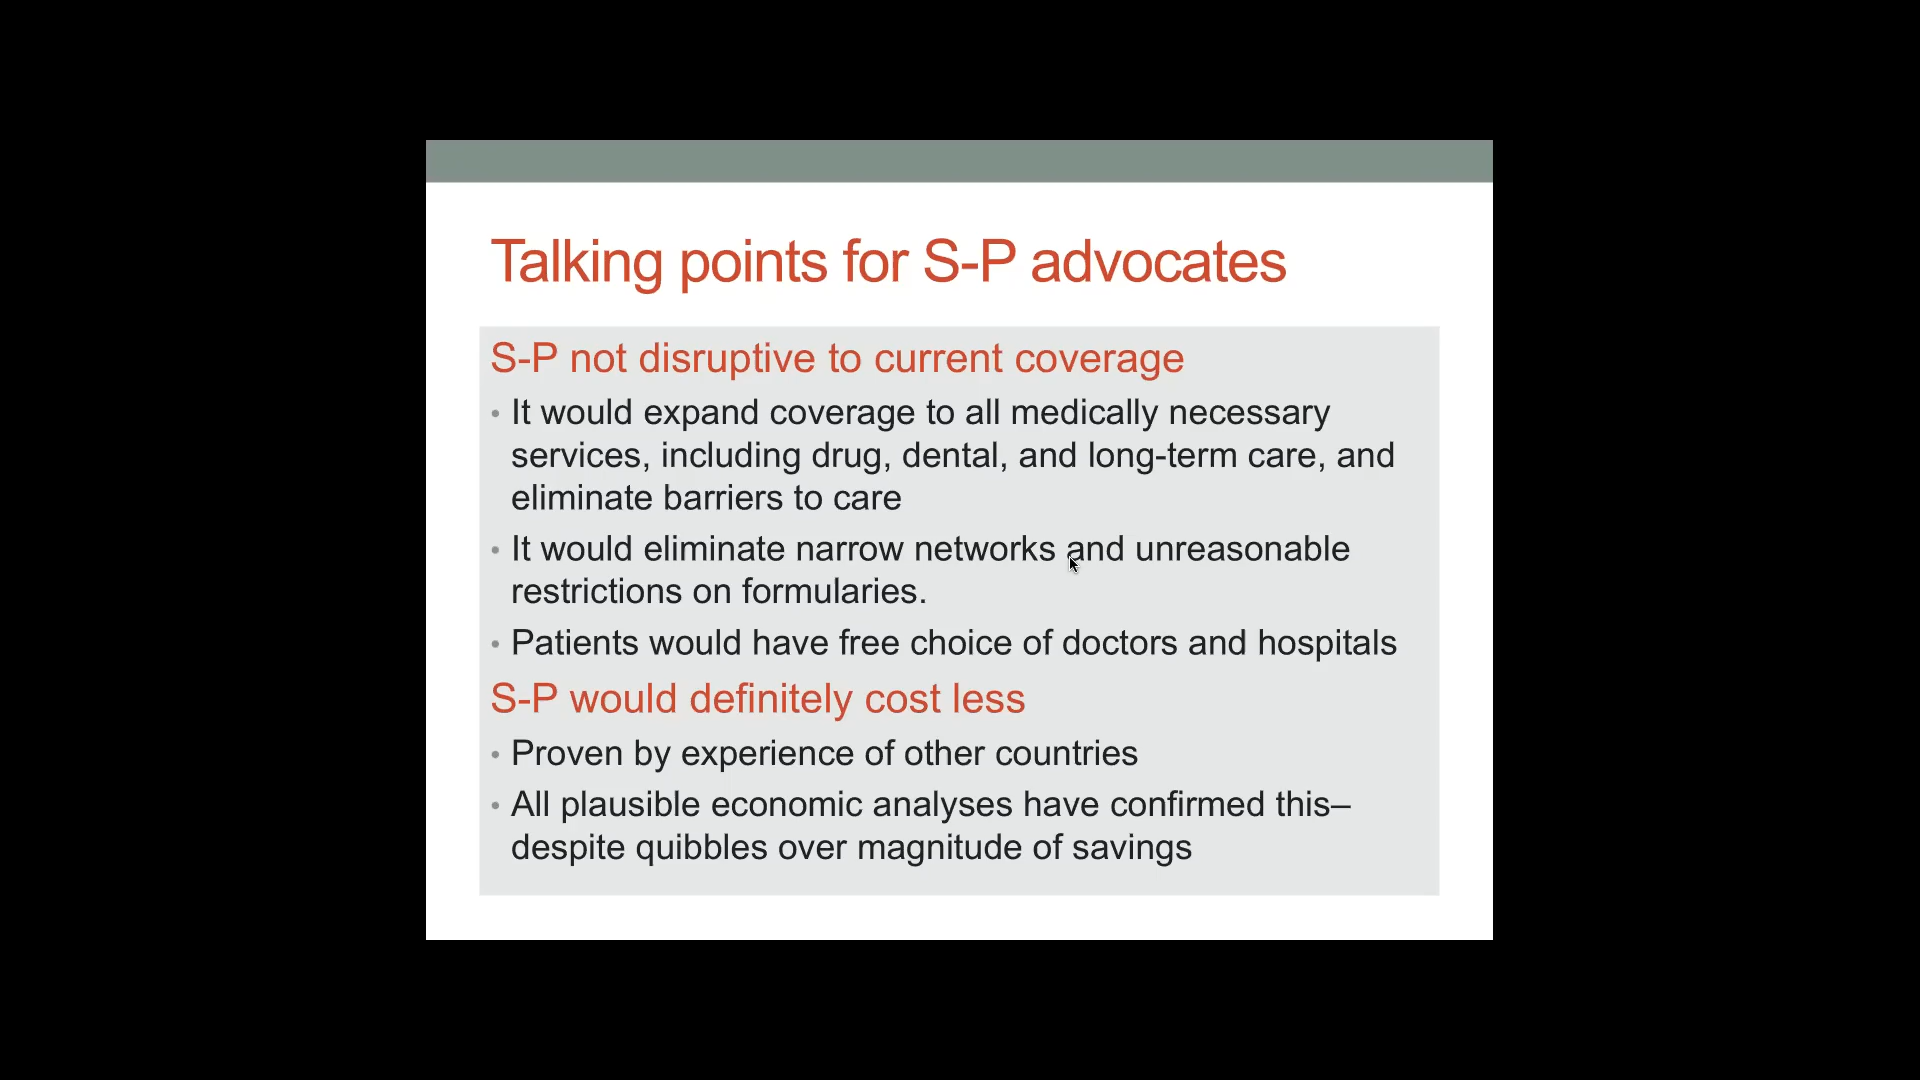 Talking points for S-P advocates
S-P not disruptive to current coverage
• It would expand coverage to all medically necessary
services, including drug, dental, and long-term care, and
eliminate barriers to care
• It would eliminate narrow networks and unreasonable
restrictions on formularies.
• Patients would have free choice of doctors and hospitals
S-P would definitely cost less
• Proven by experience of other countries
• All plausible economic analyses have confirmed this–
despite quibbles over magnitude of savings